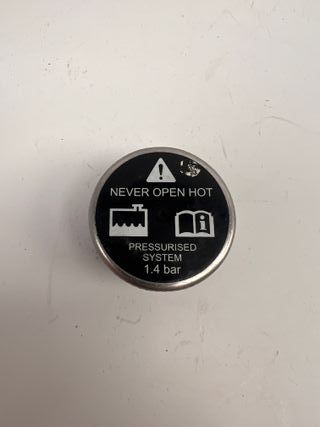 NEVER OPEN HOT
PRESSURISED
SYSTEM
1.4 bar